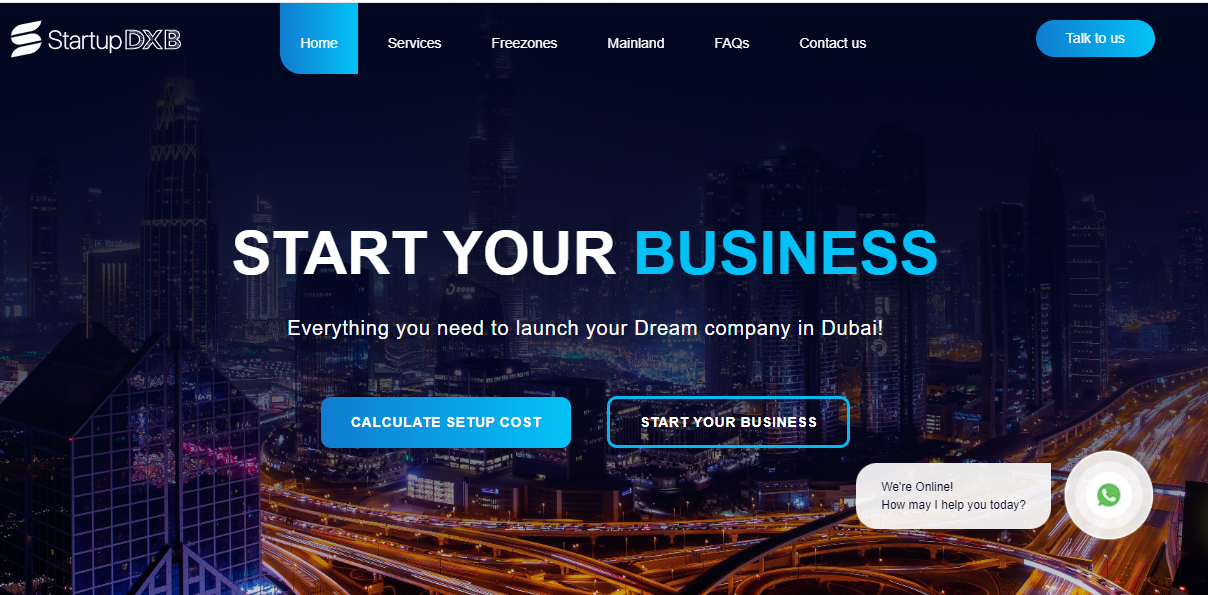 StartupDXB
Home
Services
Freezones
Mainland
FAQs
Contact us
Talk to us
START YOUR BUSINESS
Everything you need to launch your Dream company in Dubai!
CALCULATE SETUP COST
START YOUR BUSINESS
We're Online!
How may I help you today?